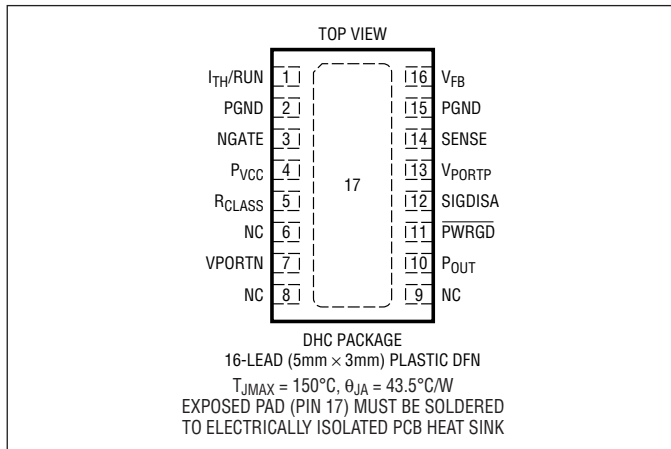 TOP VIEW
ITH/RUN 1 16 VFB
PGND 2 15 PGND
NGATE 3 14 SENSE
PVCC 4 13 VPORTP
17
RCLASS 5 12 SIGDISA
NC 6 11 PWRGD
VPORTN 7 10 POUT
NC 8 9 NC
DHC PACKAGE
16-LEAD (5mm × 3mm) PLASTIC DFN
TJMAX = 150°C, θJA = 43.5°C/W
EXPOSED PAD (PIN 17) MUST BE SOLDERED
TO ELECTRICALLY ISOLATED PCB HEAT SINK